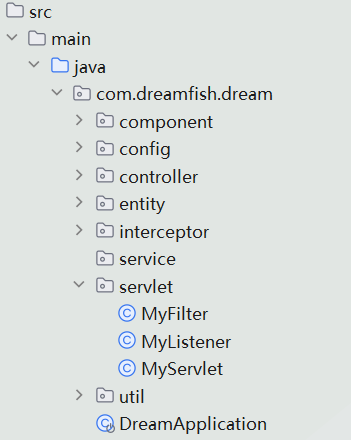 src
main
java
com.dreamfish.dream
component
config
controller
entity
interceptor
service
servlet
MyFilter
MyListener
MyServlet
util
DreamApplication